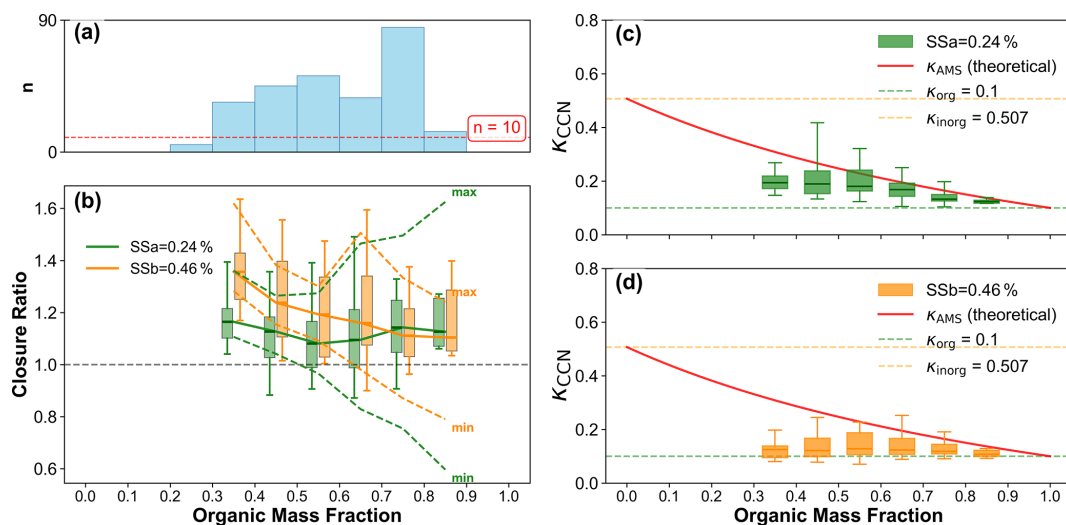 (a)
90
n
0
n = 10
(b)
Closure Ratio
1.6
1.4
1.2
1.0
1.2
0.8
0.6
SSa=0.24 %
SSb=0.46 %
max
max
min
min
0.0 0.1 0.2 0.3 0.4 0.5 0.6 0.7 0.8 0.9 1.0
Organic Mass Fraction
(c)
κCCN
0.8
0.6
0.4
0.2
0.0
SSa=0.24 %
κAMS (theoretical)
κorg = 0.1
κinorg = 0.507
(d)
κCCN
0.8
0.6
0.4
0.2
0.0
SSb=0.46 %
κAMS (theoretical)
κorg = 0.1
κinorg = 0.507
0.0 0.1 0.2 0.3 0.4 0.5 0.6 0.7 0.8 0.9 1.0
Organic Mass Fraction